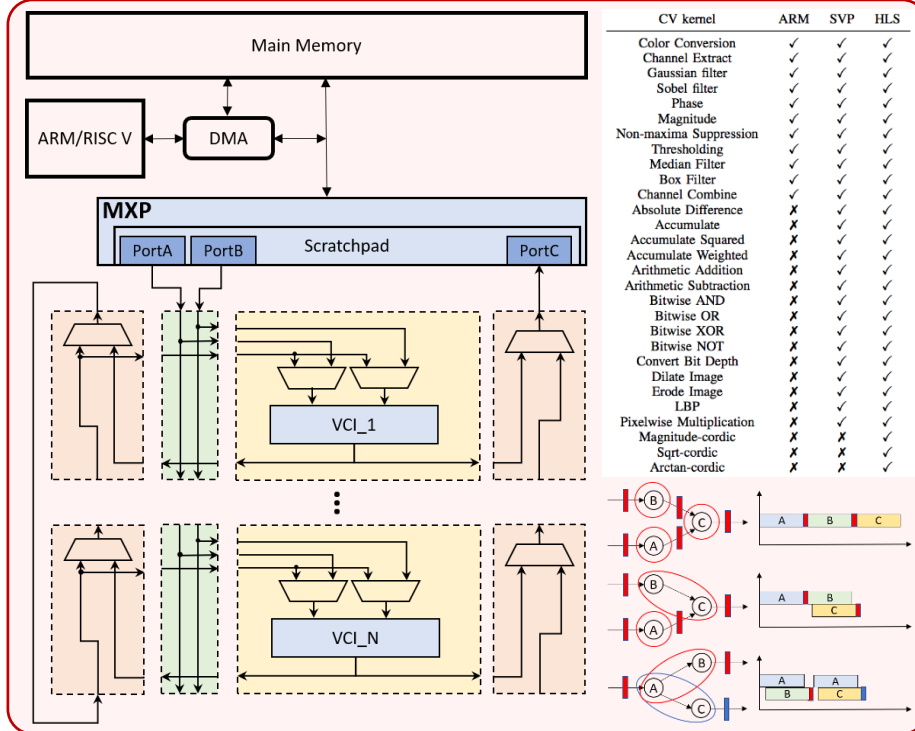 Main Memory
ARM/RISC V
DMA
MXP
Scratchpad
PortA
PortB
PortC
VCI_1
VCI_N
CV kernel ARM SVP HLS
Color Conversion ✓ ✓ ✓
Channel Extract ✓ ✓ ✓
Gaussian filter ✓ ✓ ✓
Sobel filter ✓ ✓ ✓
Phase ✓ ✓ ✓
Magnitude ✓ ✓ ✓
Non-maxima Suppression ✓ ✓ ✓
Thresholding ✓ ✓ ✓
Median Filter ✓ ✓ ✓
Box Filter ✓ ✓ ✓
Channel Combine ✓ ✓ ✓
Absolute Difference ✗ ✓ ✓
Accumulate ✗ ✓ ✓
Accumulate Squared ✗ ✓ ✓
Accumulate Weighted ✗ ✓ ✓
Arithmetic Addition ✗ ✓ ✓
Arithmetic Subtraction ✗ ✓ ✓
Bitwise AND ✗ ✓ ✓
Bitwise OR ✗ ✓ ✓
Bitwise XOR ✗ ✓ ✓
Bitwise NOT ✗ ✓ ✓
Convert Bit Depth ✗ ✓ ✓
Dilate Image ✗ ✓ ✓
Erode Image ✗ ✓ ✓
LBP ✗ ✓ ✓
Pixelwise Multiplication ✗ ✓ ✓
Magnitude-cordic ✗ ✗ ✓
Sqrt-cordic ✗ ✗ ✓
Arctan-cordic ✗ ✗ ✓
B
C
A
A B C
B
C
A
A B
C
B
A
C
A A
B C